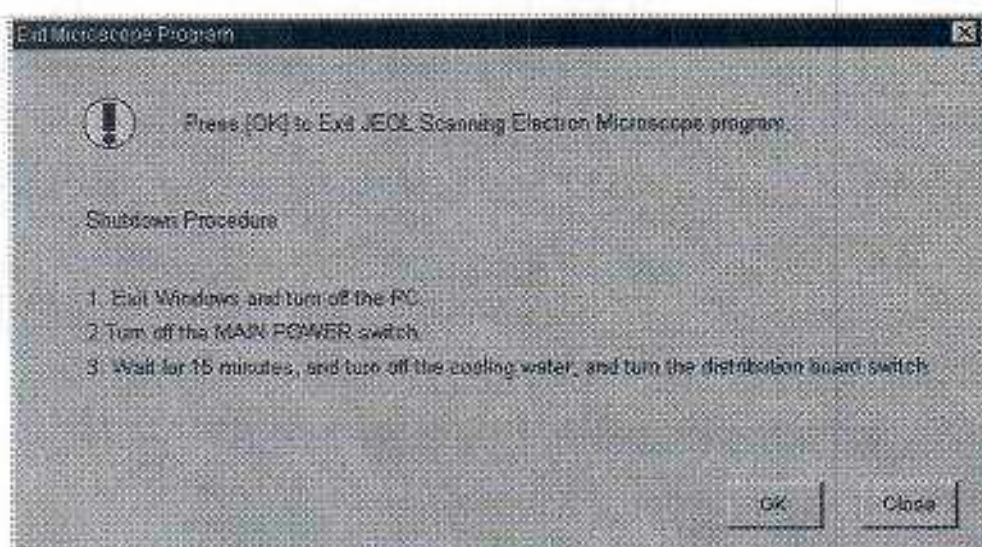 Exit Microscope Program
Press [OK] to Exit JEOL Scanning Electron Microscope program.
Shutdown Procedure
1. Exit Windows and turn off the PC.
2.Turn off the MAIN POWER switch.
3. Wait for 15 minutes, and turn off the cooling water, and turn the distribution board switch
OK
Close